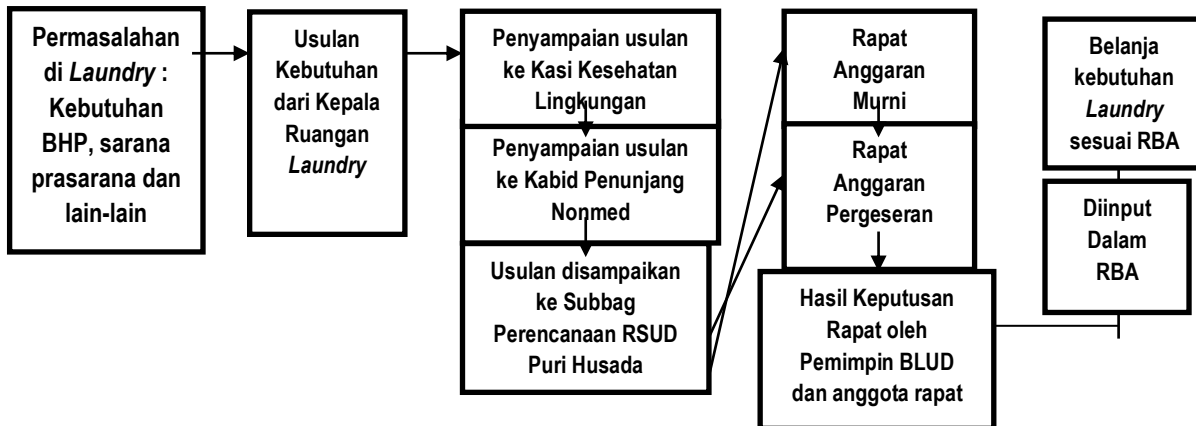 Permasalahan
di Laundry :
Kebutuhan
BHP, sarana
prasarana dan
lain-lain
Usulan
Kebutuhan
dari Kepala
Ruangan
Laundry
Penyampaian usulan
ke Kasi Kesehatan
Lingkungan
Penyampaian usulan
ke Kabid Penunjang
Nonmed
Usulan disampaikan
ke Subbag
Perencanaan RSUD
Puri Husada
Rapat
Anggaran
Murni
Rapat
Anggaran
Pergeseran
Hasil Keputusan
Rapat oleh
Pemimpin BLUD
dan anggota rapat
Belanja
kebutuhan
Laundry
sesuai RBA
Diinput
Dalam
RBA